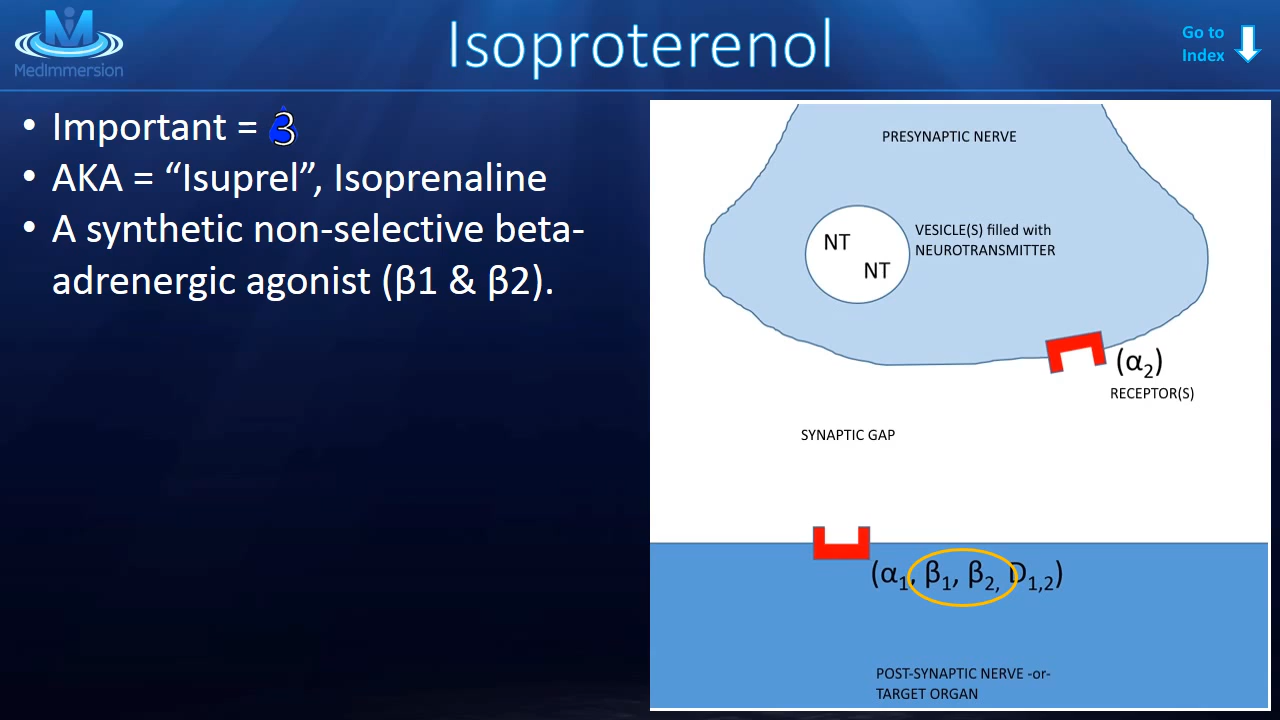 MedImmersion
Isoproterenol
Go to
Index
• Important = 3
• AKA = “Isuprel”, Isoprenaline
• A synthetic non-selective beta-
adrenergic agonist (β1 & β2).
PRESYNAPTIC NERVE
NT
NT
VESICLE(S) filled with
NEUROTRANSMITTER
(α₂)
RECEPTOR(S)
SYNAPTIC GAP
(α₁, β₁, β₂, D₁,₂)
POST-SYNAPTIC NERVE -or-
TARGET ORGAN